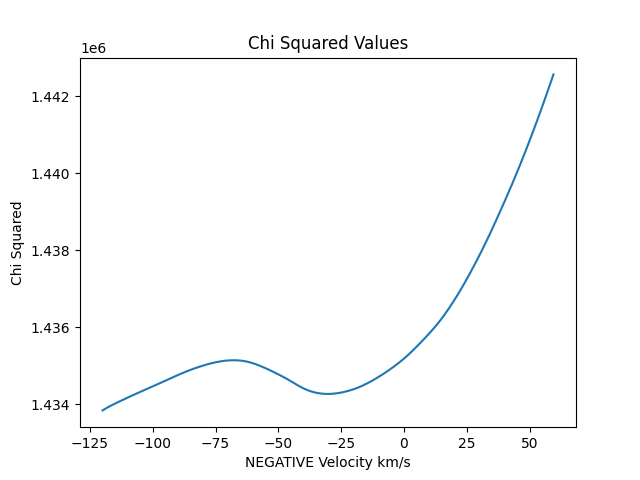 Chi Squared Values
1e6
1.442
1.440
1.438
1.436
1.434
Chi Squared
−125 −100 −75 −50 −25 0 25 50
NEGATIVE Velocity km/s